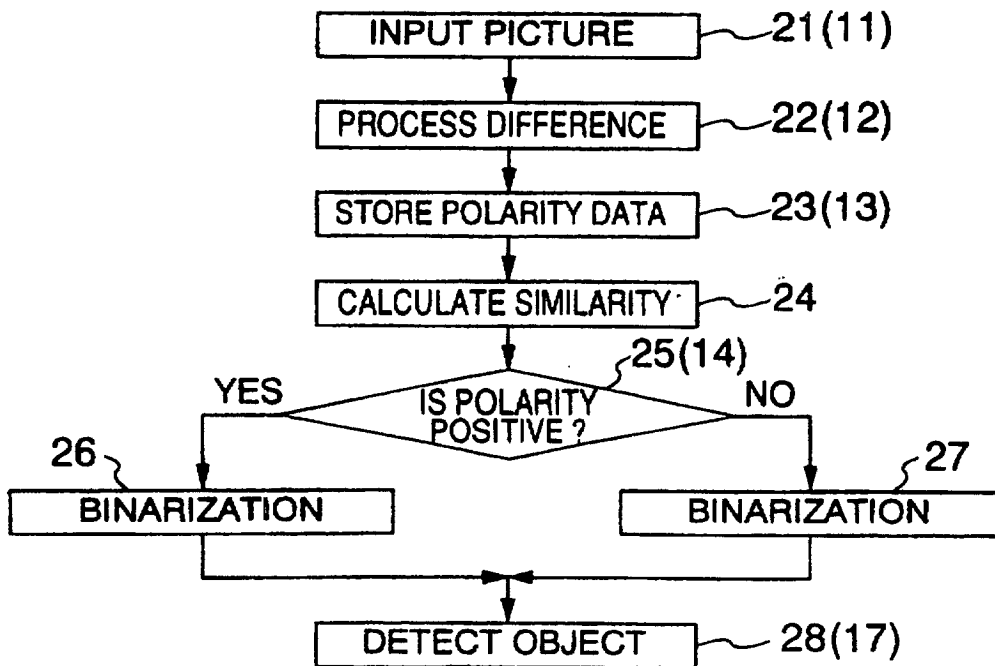 INPUT PICTURE 21(11)
PROCESS DIFFERENCE 22(12)
STORE POLARITY DATA 23(13)
CALCULATE SIMILARITY 24
25(14)
YES IS POLARITY NO
POSITIVE ?
26 27
BINARIZATION BINARIZATION
DETECT OBJECT 28(17)